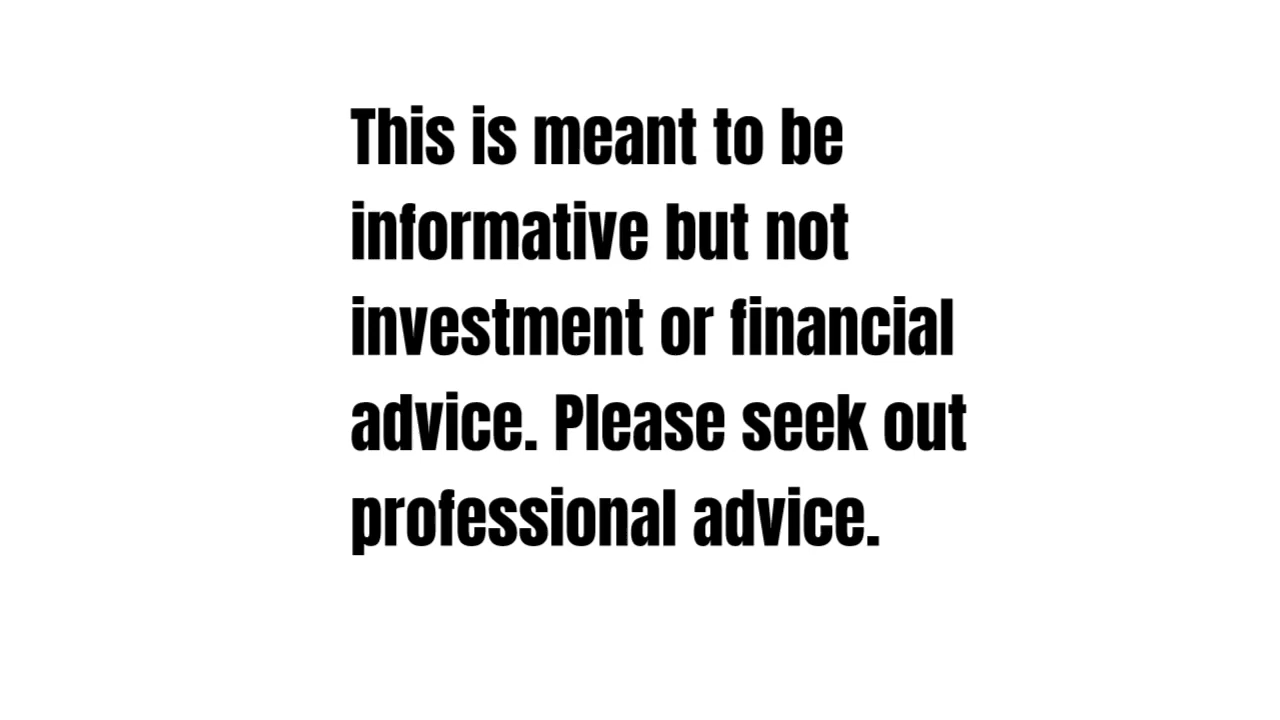 This is meant to be
informative but not
investment or financial
advice. Please seek out
professional advice.